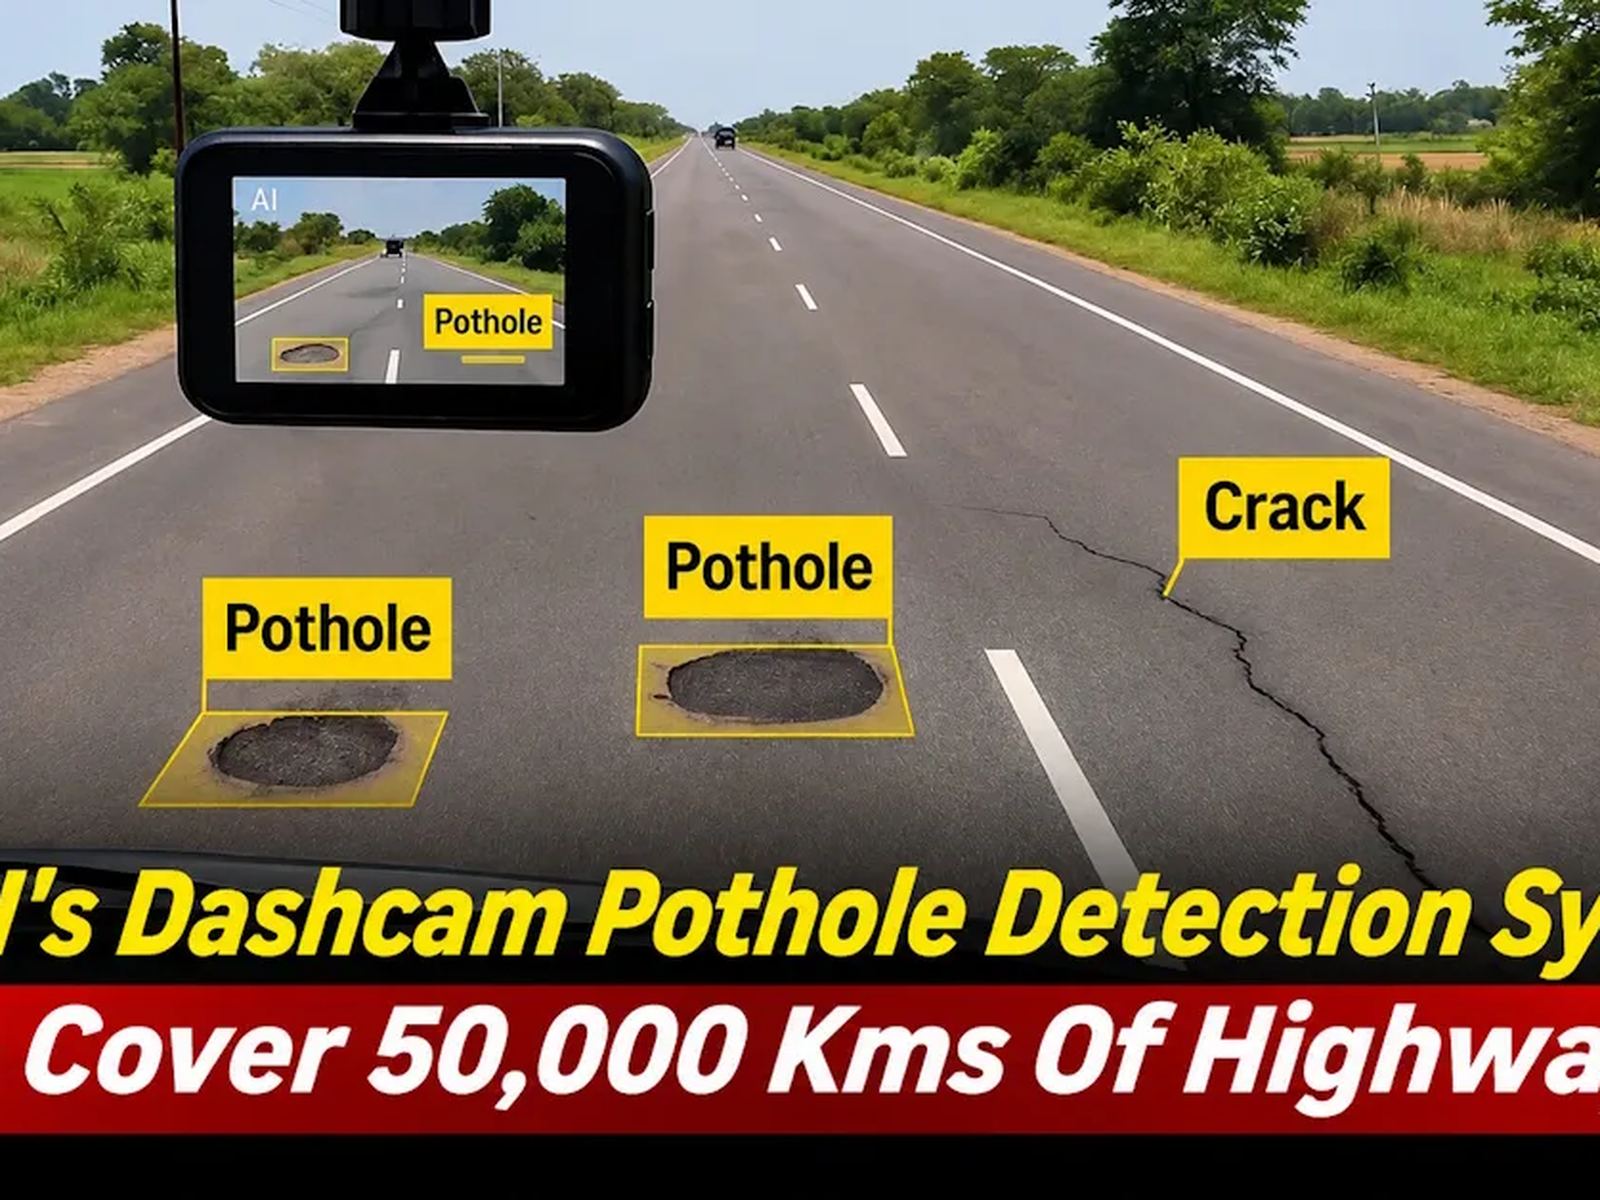 AI
Pothole
Crack
Pothole
Pothole
's Dashcam Pothole Detection
Cover 50,000 Kms Of